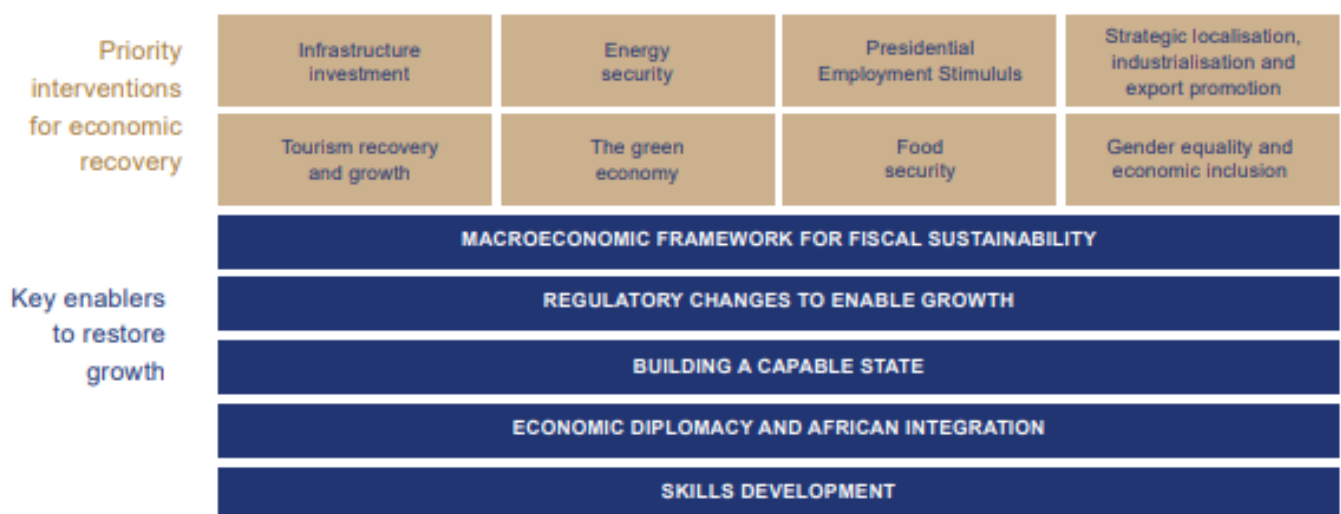 Priority
interventions
for economic
recovery
Infrastructure
investment
Energy
security
Presidential
Employment Stimululs
Strategic localisation,
industrialisation and
export promotion
Tourism recovery
and growth
The green
economy
Food
security
Gender equality and
economic inclusion
Key enablers
to restore
growth
MACROECONOMIC FRAMEWORK FOR FISCAL SUSTAINABILITY
REGULATORY CHANGES TO ENABLE GROWTH
BUILDING A CAPABLE STATE
ECONOMIC DIPLOMACY AND AFRICAN INTEGRATION
SKILLS DEVELOPMENT